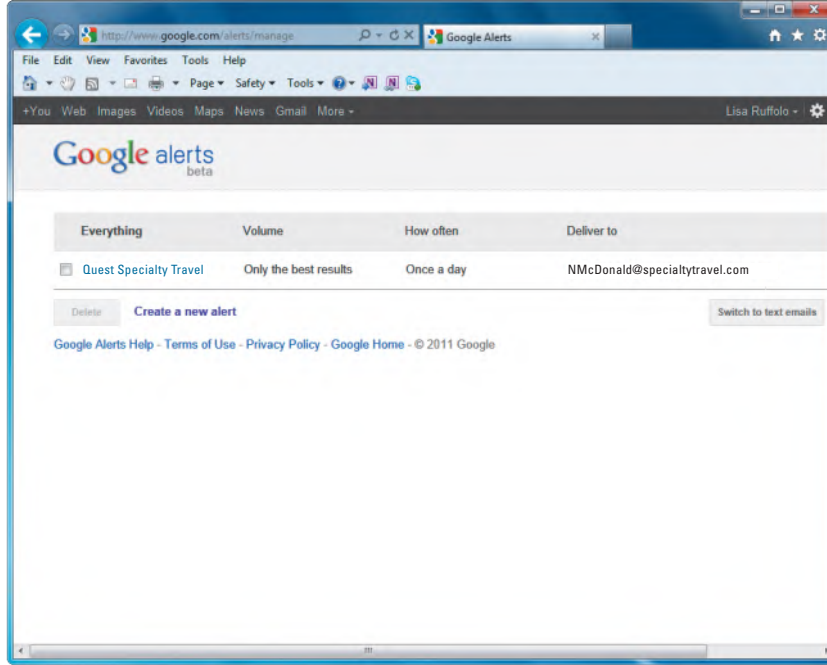 http://www.google.com/alerts/manage
Google Alerts
File Edit View Favorites Tools Help
Page Safety Tools
+You Web Images Videos Maps News Gmail More
Lisa Ruffolo
Google alerts
beta
Everything Volume How often Deliver to
Quest Specialty Travel Only the best results Once a day NMcDonald@specialtytravel.com
Delete Create a new alert Switch to text emails
Google Alerts Help - Terms of Use - Privacy Policy - Google Home - © 2011 Google